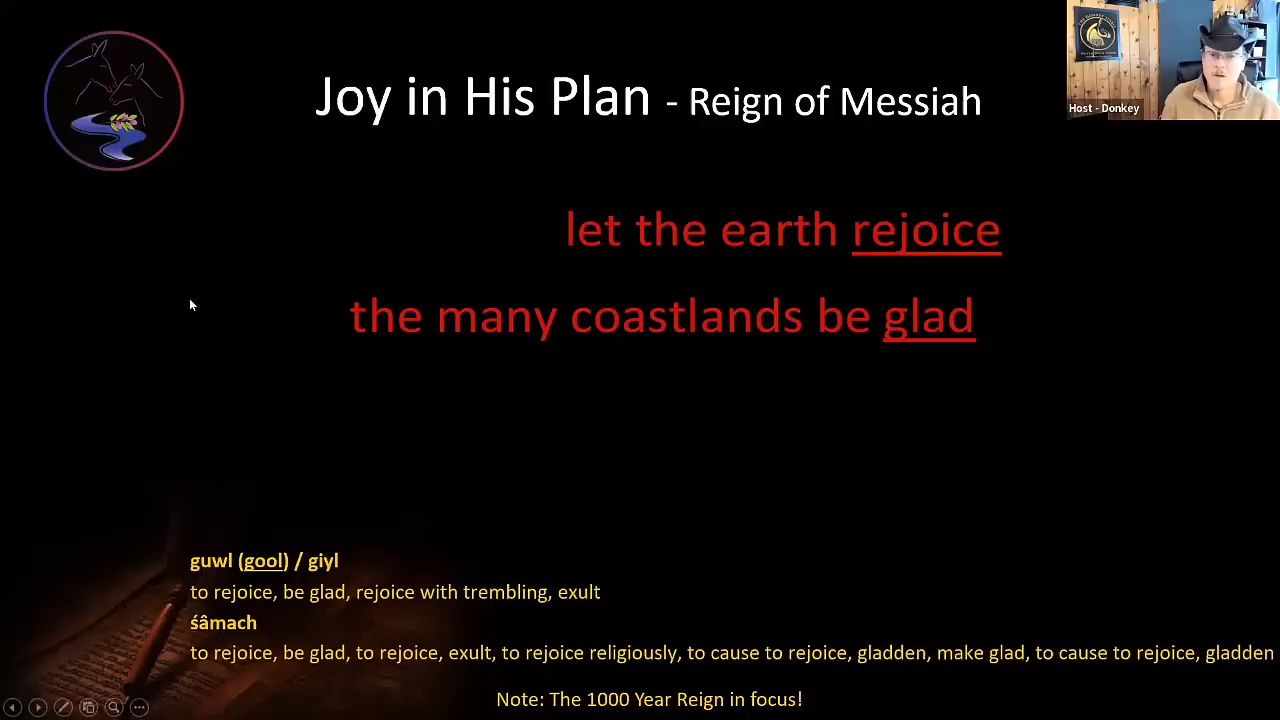 Joy in His Plan - Reign of Messiah
Host - Donkey
let the earth rejoice
the many coastlands be glad
guwl (gool) / giyl
to rejoice, be glad, rejoice with trembling, exult
śâmach
to rejoice, be glad, to rejoice, exult, to rejoice religiously, to cause to rejoice, gladden, make glad, to cause to rejoice, gladden
Note: The 1000 Year Reign in focus!